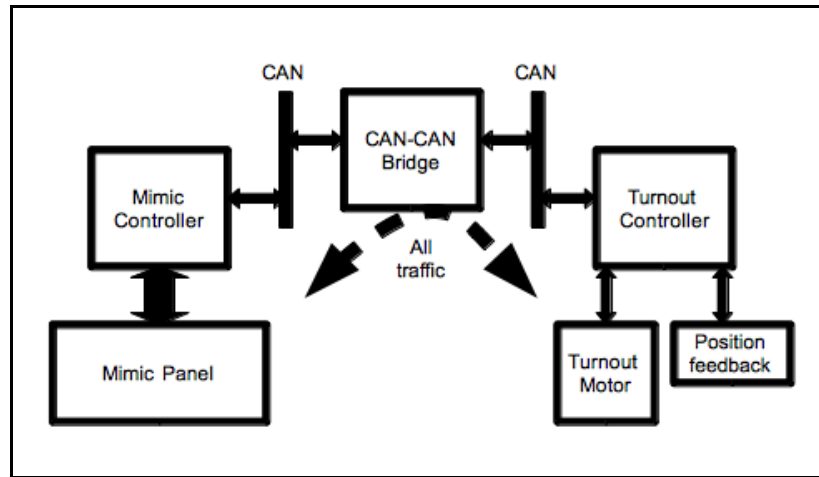 CAN
CAN
CAN-CAN
Bridge
Mimic
Controller
Turnout
Controller
All
traffic
Mimic Panel
Turnout
Motor
Position
feedback